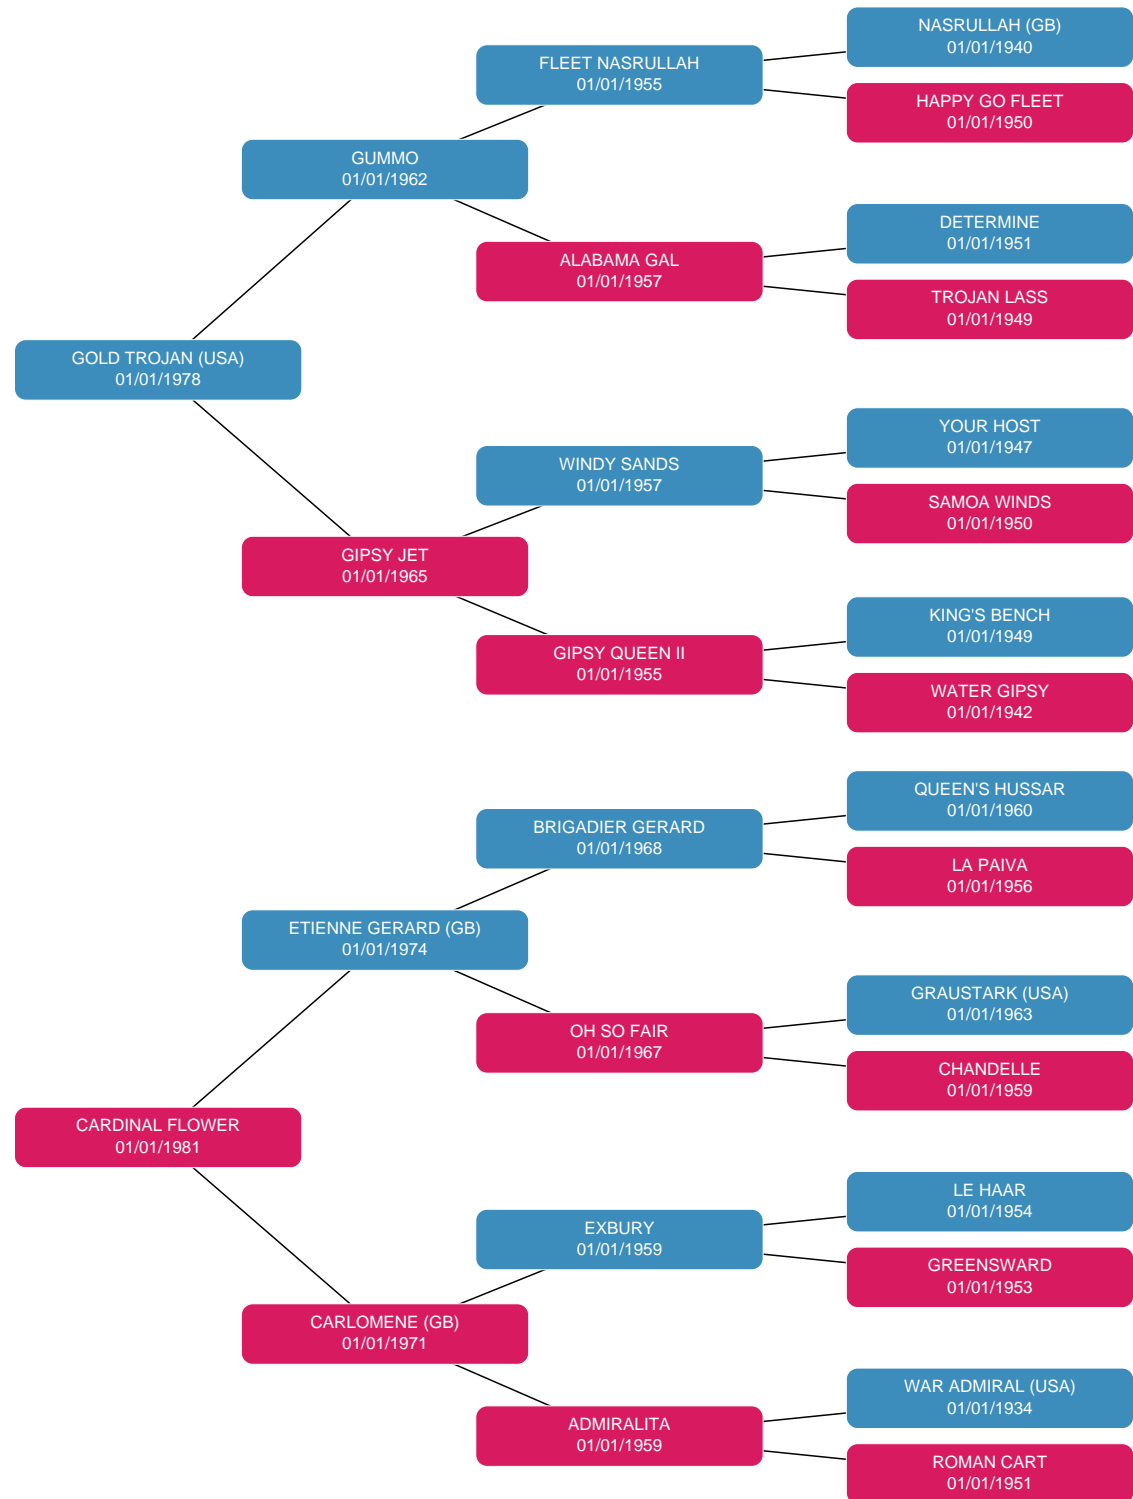 NASRULLAH (GB)
01/01/1940
FLEET NASRULLAH
01/01/1955
HAPPY GO FLEET
01/01/1950
GUMMO
01/01/1962
DETERMINE
01/01/1951
ALABAMA GAL
01/01/1957
TROJAN LASS
01/01/1949
GOLD TROJAN (USA)
01/01/1978
YOUR HOST
01/01/1947
WINDY SANDS
01/01/1957
SAMOA WINDS
01/01/1950
GIPSY JET
01/01/1965
KING'S BENCH
01/01/1949
GIPSY QUEEN II
01/01/1955
WATER GIPSY
01/01/1942
QUEEN'S HUSSAR
01/01/1960
BRIGADIER GERARD
01/01/1968
LA PAIVA
01/01/1956
ETIENNE GERARD (GB)
01/01/1974
GRAUSTARK (USA)
01/01/1963
OH SO FAIR
01/01/1967
CHANDELLE
01/01/1959
CARDINAL FLOWER
01/01/1981
LE HAAR
01/01/1954
EXBURY
01/01/1959
GREENSWARD
01/01/1953
CARLOMENE (GB)
01/01/1971
WAR ADMIRAL (USA)
01/01/1934
ADMIRALITA
01/01/1959
ROMAN CART
01/01/1951